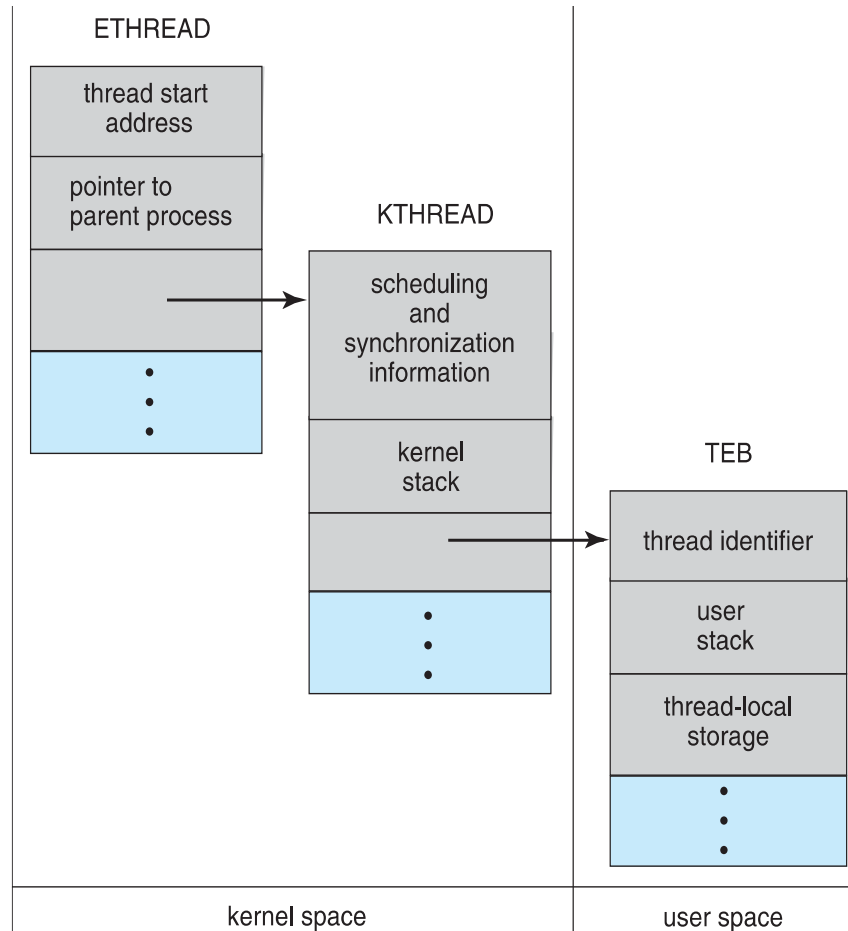 ETHREAD
thread start
address
pointer to
parent process
KTHREAD
scheduling
and
synchronization
information
kernel
stack
TEB
thread identifier
user
stack
thread-local
storage
kernel space
user space